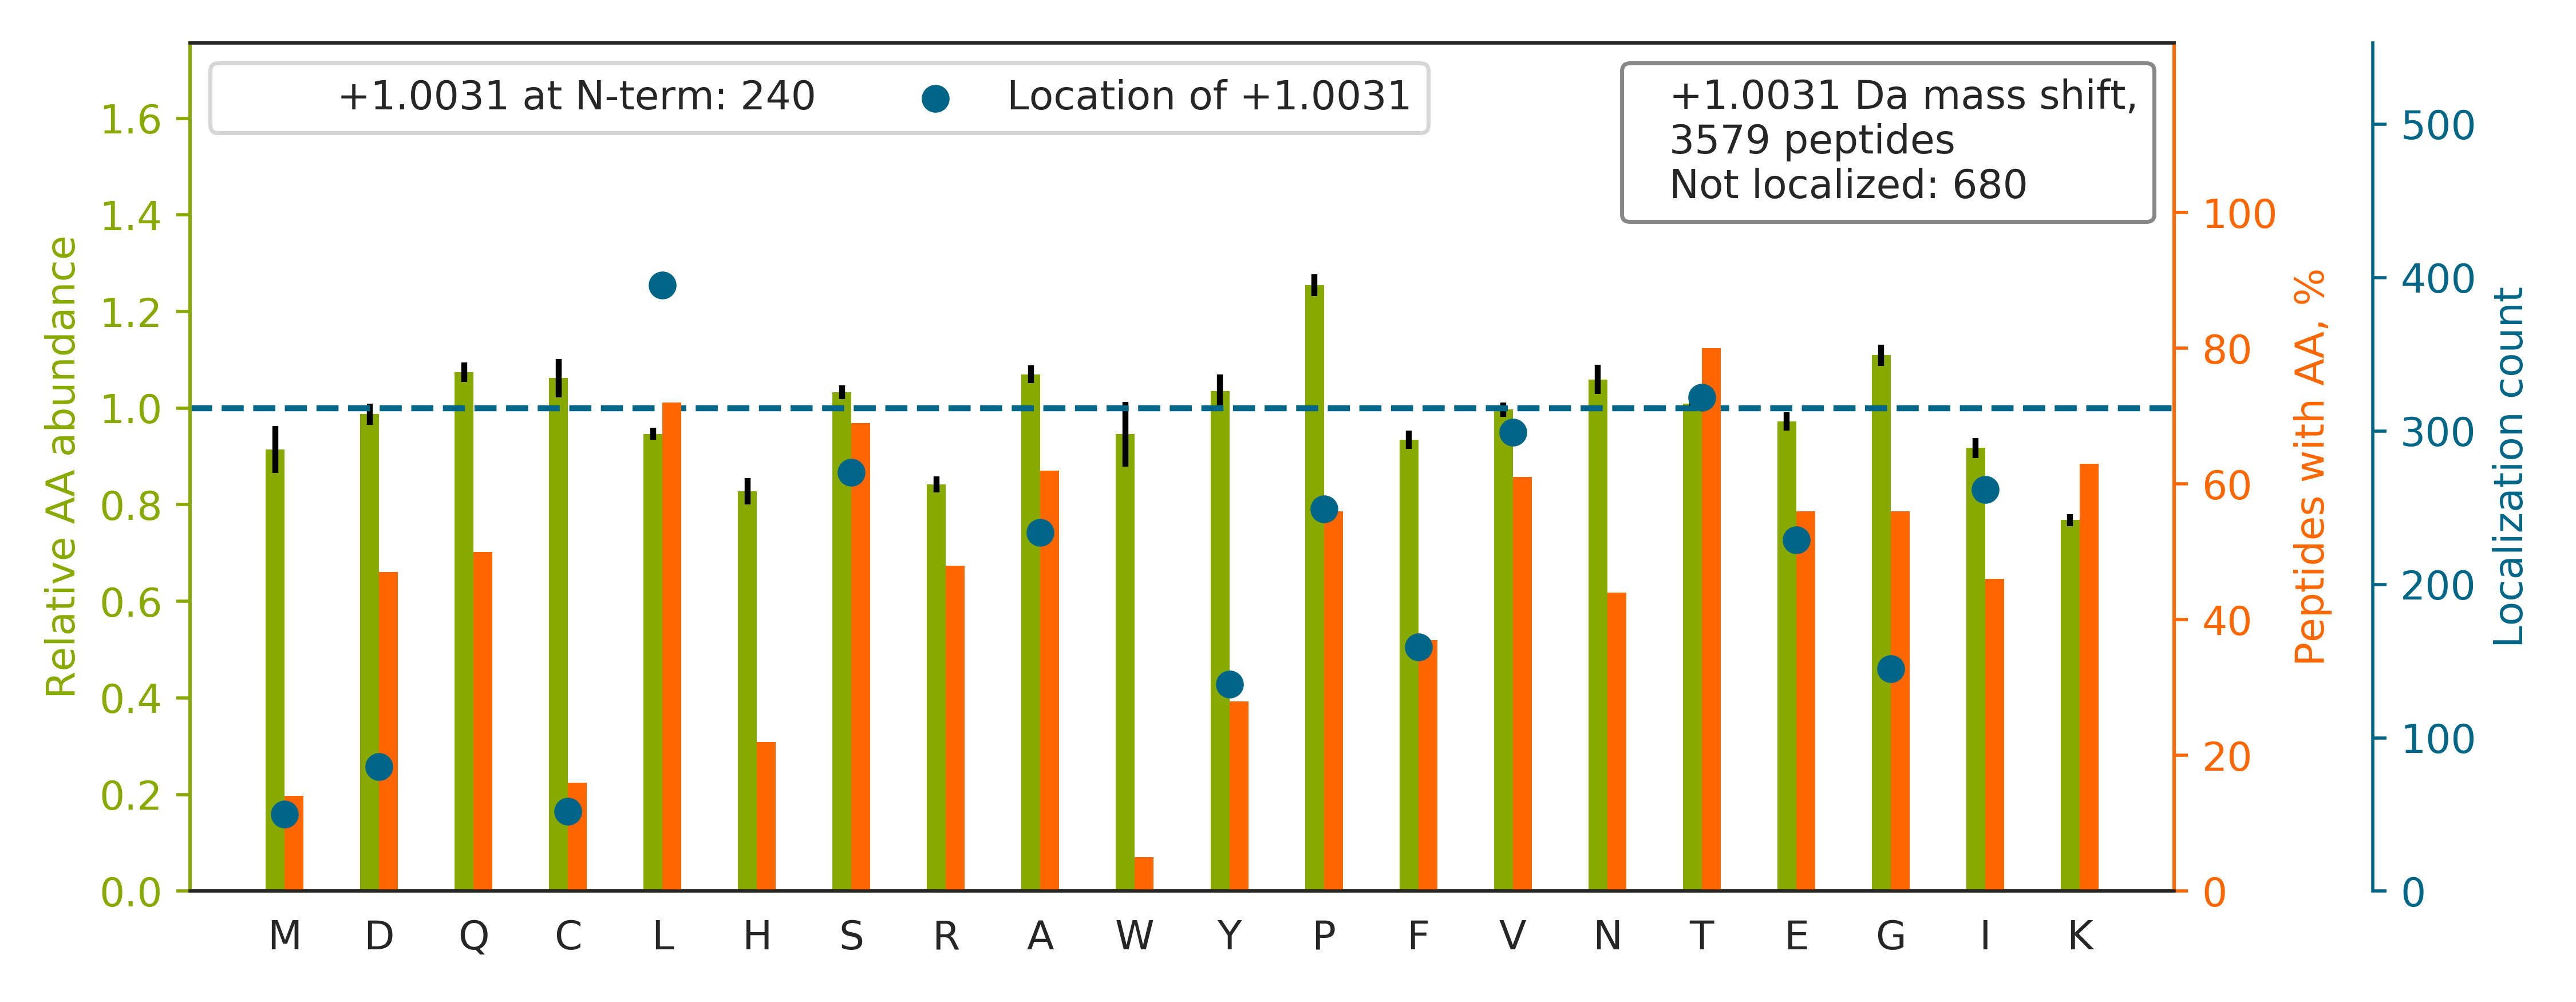 +1.0031 at N-term: 240
Location of +1.0031
+1.0031 Da mass shift,
3579 peptides
Not localized: 680
Relative AA abundance
1.6
1.4
1.2
1.0
0.8
0.6
0.4
0.2
0.0
M D Q C L H S R A W Y P F V N T E G I K
100
80
60
40
20
0
Peptides with AA, %
500
400
300
200
100
0
Localization count